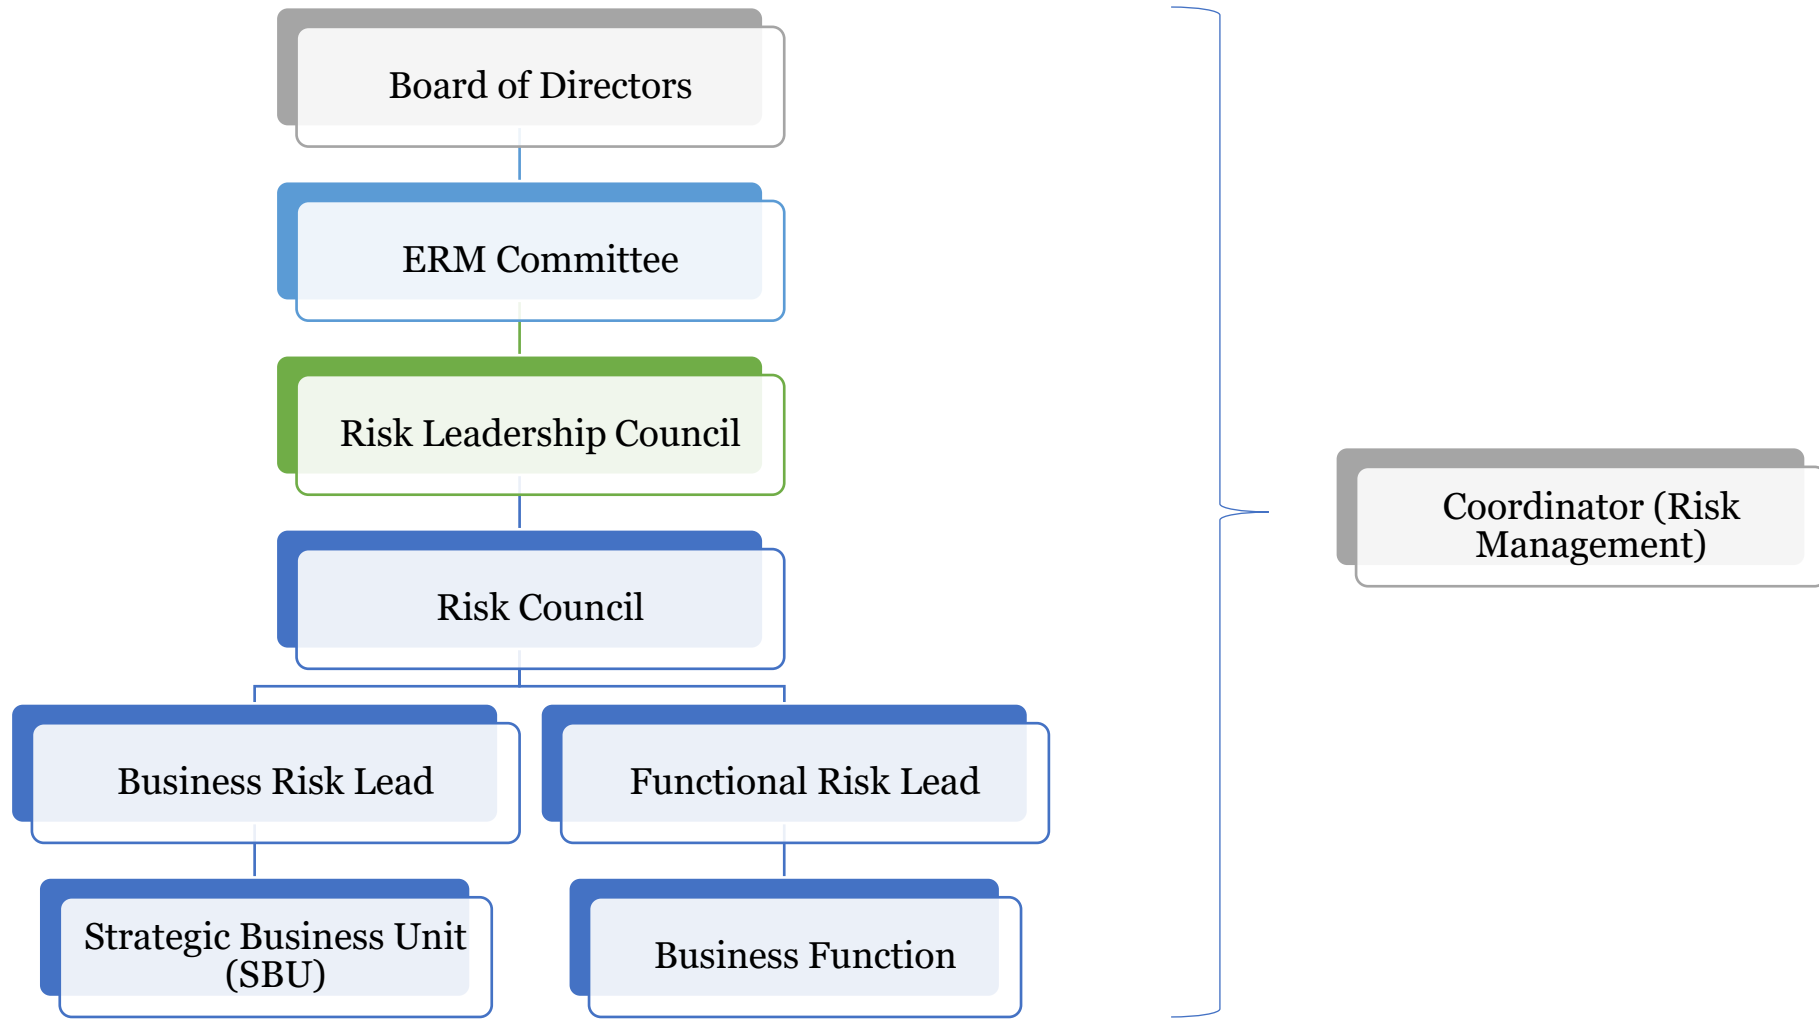 Board of Directors
ERM Committee
Risk Leadership Council
Risk Council
Business Risk Lead
Functional Risk Lead
Strategic Business Unit
(SBU)
Business Function
Coordinator (Risk
Management)